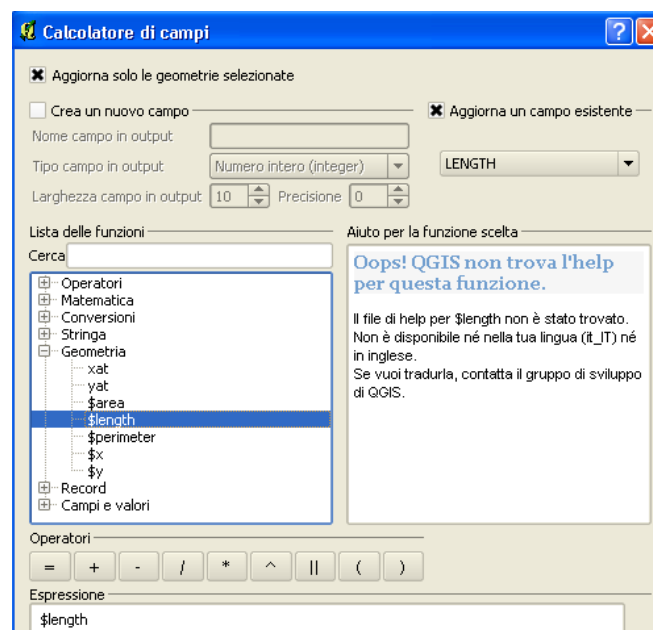 Calcolatore di campi
Aggiorna solo le geometrie selezionate
Crea un nuovo campo
Aggiorna un campo esistente
Nome campo in output
Tipo campo in output
Numero intero (integer)
LENGTH
Larghezza campo in output
10
Precisione
0
Lista delle funzioni
Aiuto per la funzione scelta
Cerca
Oops! QGIS non trova l'help
per questa funzione.
Il file di help per $length non è stato trovato.
Non è disponibile né nella tua lingua (it_IT) né
in inglese.
Se vuoi tradurla, contatta il gruppo di sviluppo
di QGIS.
Operatori
Matematica
Conversioni
Stringa
Geometria
xat
yat
$area
$length
$perimeter
$x
$y
Record
Campi e valori
Operatori
= + - / * ^ || ( )
Espressione
$length